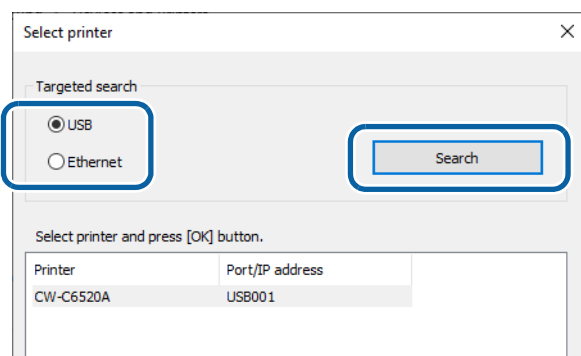 Select printer
Targeted search
USB
Ethernet
Search
Select printer and press [OK] button.
Printer Port/IP address
CW-C6520A USB001